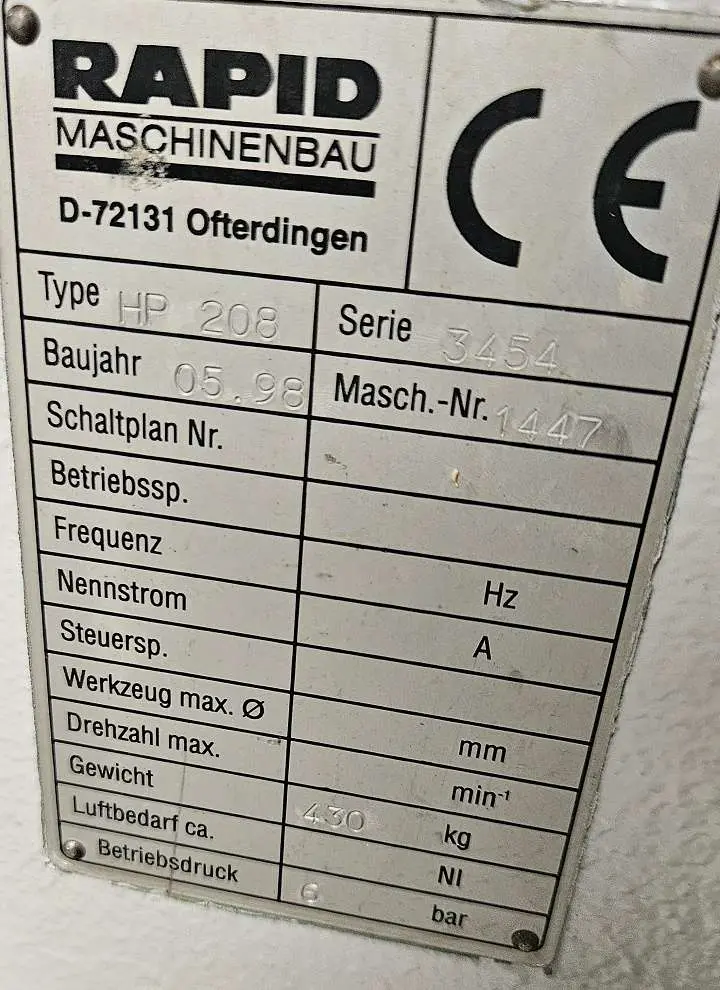 RAPID
MASCHINENBAU
D-72131 Ofterdingen
CE
Type HP 208 Serie 3454
Baujahr 05.98 Masch.-Nr. 1447
Schaltplan Nr.
Betriebssp.
Frequenz Hz
Nennstrom A
Steuersp.
Werkzeug max. Ø mm
Drehzahl max. min⁻¹
Gewicht 430 kg
Luftbedarf ca. Nl
Betriebsdruck 6 bar